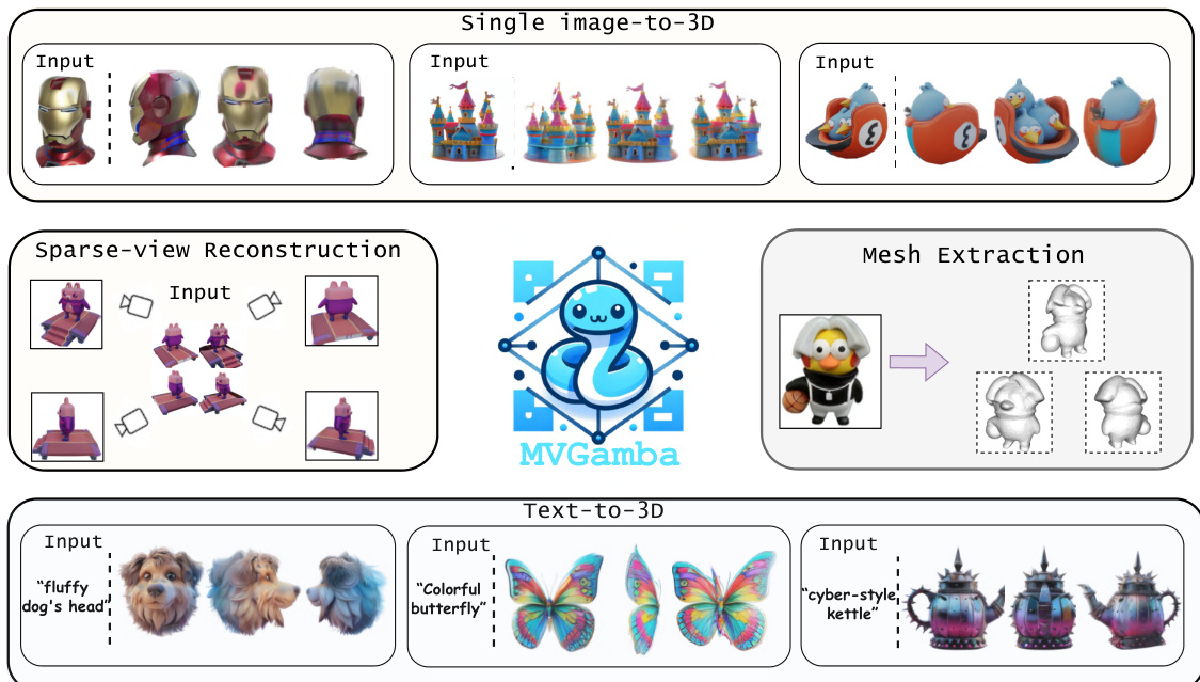 Single image-to-3D
Input
Input
Input
Sparse-view Reconstruction
Input
MVGamba
Mesh Extraction
Text-to-3D
Input
“fluffy
dog's head”
Input
“Colorful
butterfly”
Input
“cyber-style
kettle”